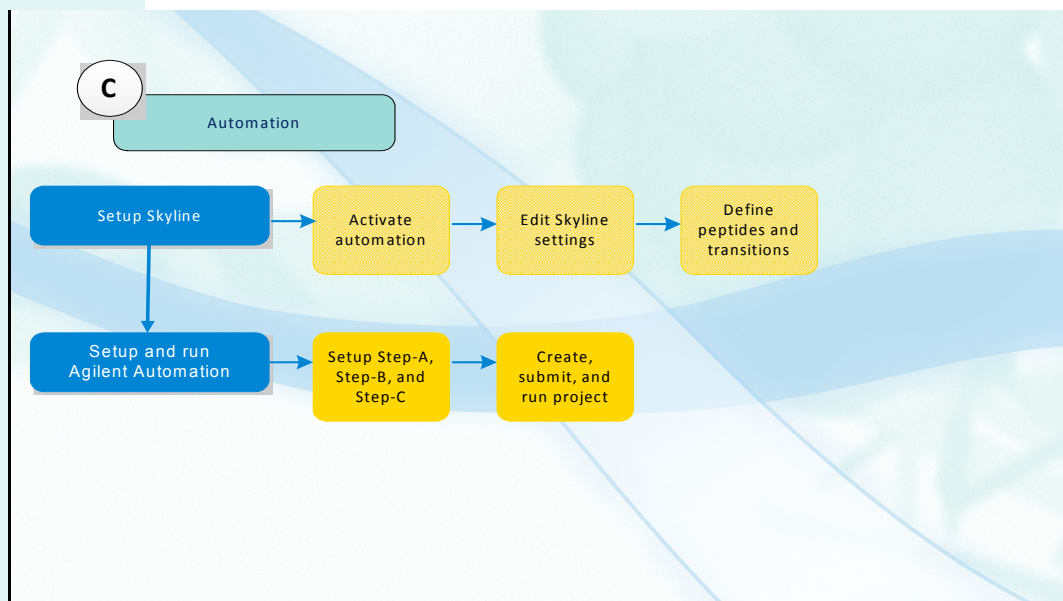 C
Automation
Setup Skyline
Activate
automation
Edit Skyline
settings
Define
peptides and
transitions
Setup and run
Agilent Automation
Setup Step-A,
Step-B, and
Step-C
Create,
submit, and
run project